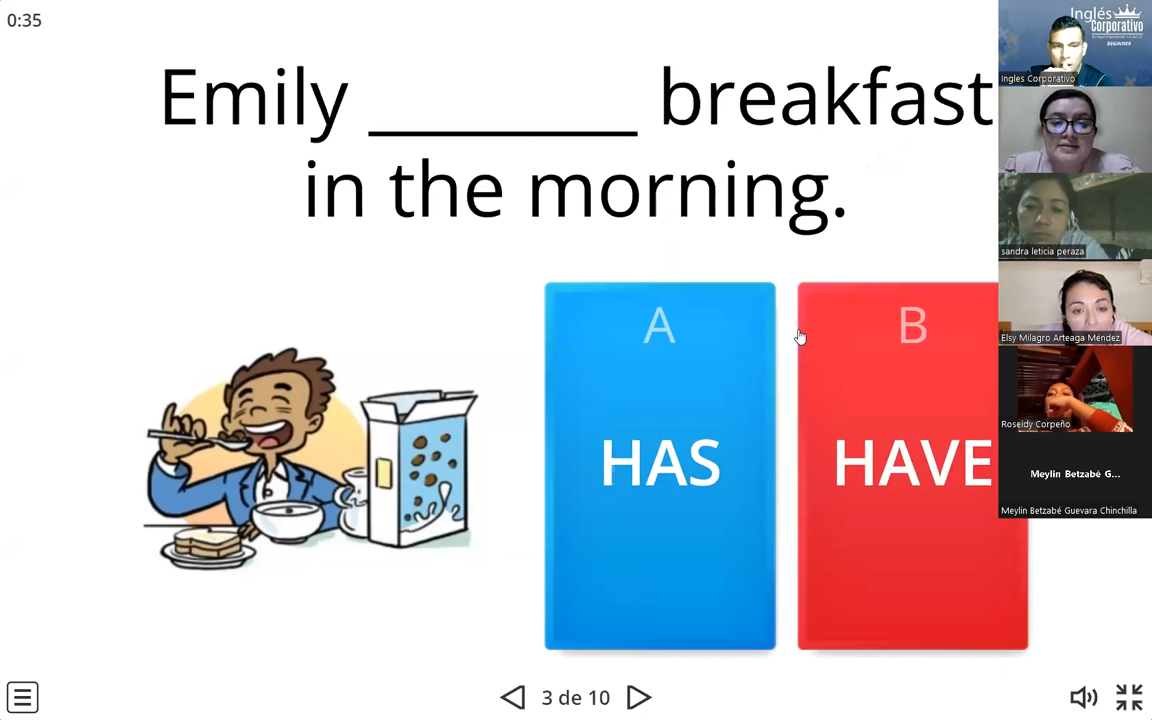 0:35
Emily ________ breakfast
in the morning.
A
HAS
B
HAVE
3 de 10
Inglés
Corporativo
BEGINNER
Ingles Corporativo
sandra leticia peraza
Elsy Milagro Arteaga Méndez
Roseidy Corpeño
Meylin Betzabé G...
Meylin Betzabé Guevara Chinchilla